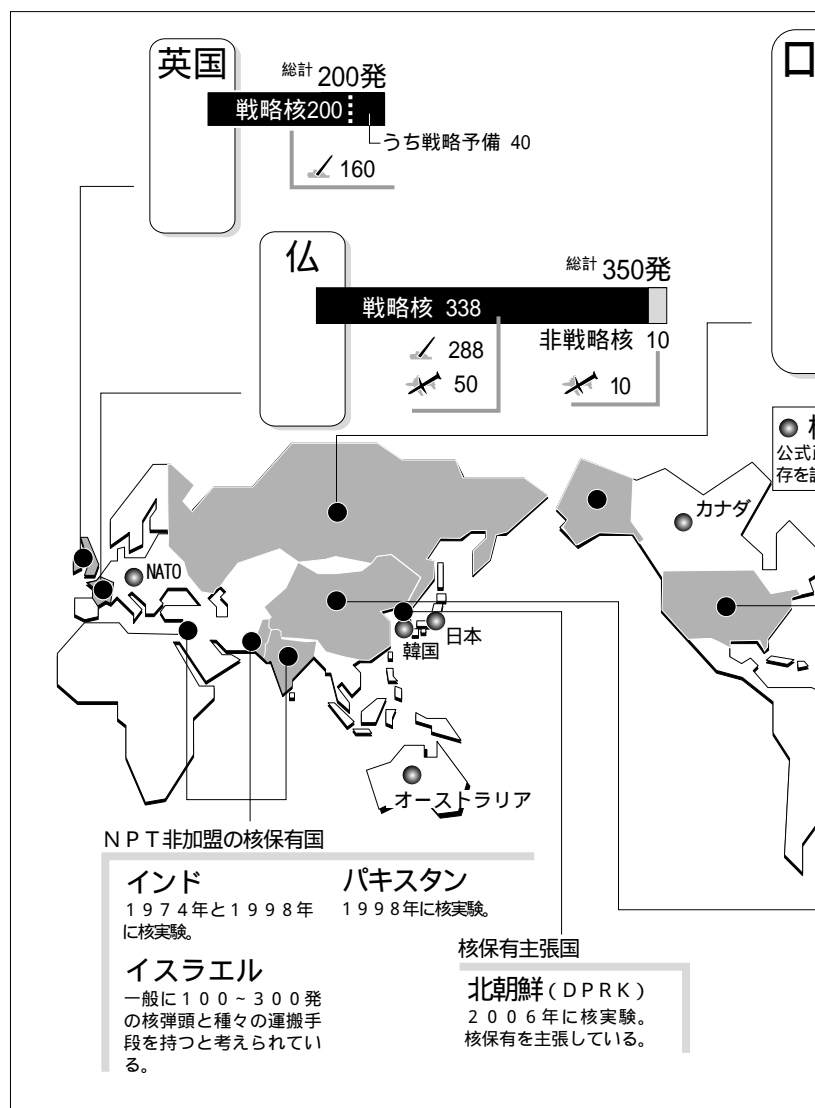 英国
総計 200発
戦略核200
うち戦略予備 40
160
仏
総計 350発
戦略核 338
非戦略核 10
288
50
10
公式
存を
カナダ
NATO
韓国
日本
オーストラリア
ＮＰＴ非加盟の核保有国
インド
１９７４年と１９９８年
に核実験。
パキスタン
１９９８年に核実験。
イスラエル
一般に１００～３００発
の核弾頭と種々の運搬手
段を持つと考えられてい
る。
核保有主張国
北朝鮮（ＤＰＲＫ）
２００６年に核実験。
核保有を主張している。